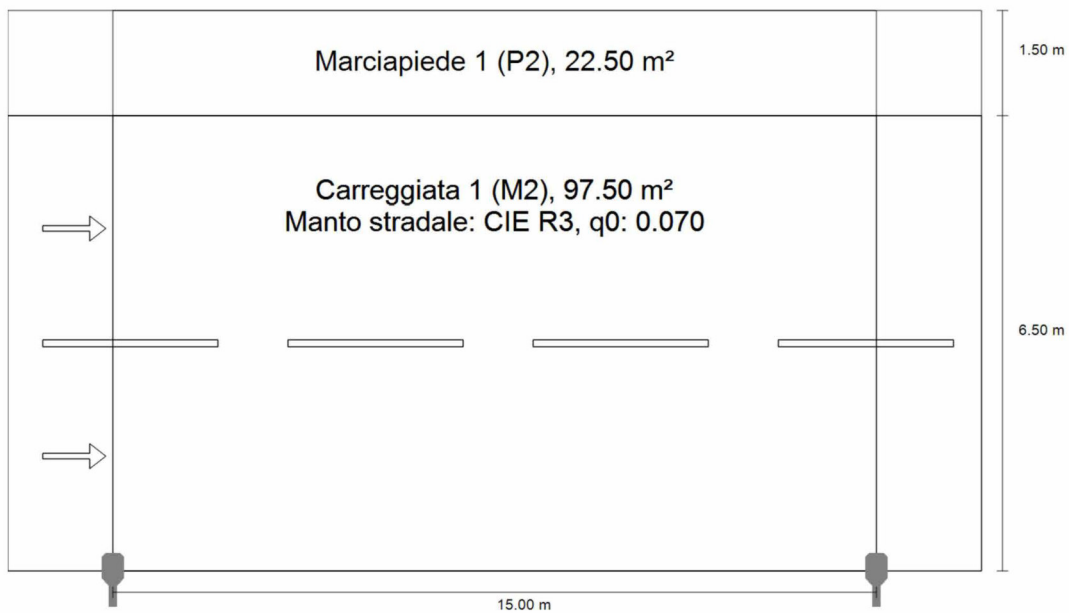 Marciapiede 1 (P2), 22.50 m²
1.50 m
Carreggiata 1 (M2), 97.50 m²
Manto stradale: CIE R3, q0: 0.070
6.50 m
15.00 m